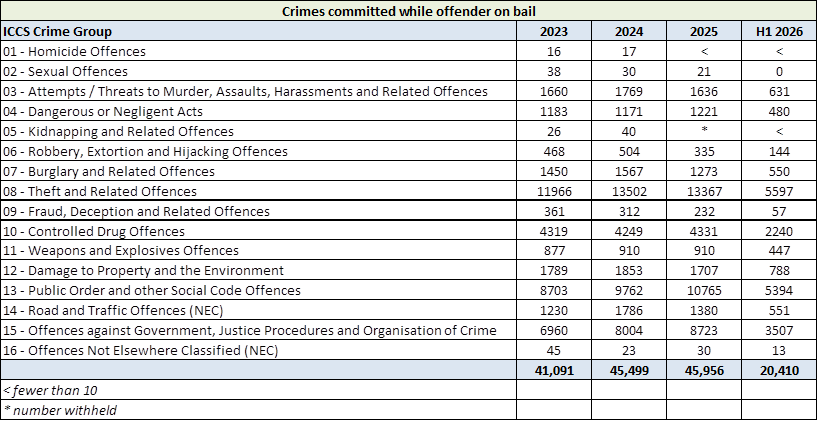 Crimes committed while offender on bail
ICCS Crime Group 2023 2024 2025 H1 2026
01 - Homicide Offences 16 17 < <
02 - Sexual Offences 38 30 21 0
03 - Attempts / Threats to Murder, Assaults, Harassments and Related Offences 1660 1769 1636 631
04 - Dangerous or Negligent Acts 1183 1171 1221 480
05 - Kidnapping and Related Offences 26 40 * <
06 - Robbery, Extortion and Hijacking Offences 468 504 335 144
07 - Burglary and Related Offences 1450 1567 1273 550
08 - Theft and Related Offences 11966 13502 13367 5597
09 - Fraud, Deception and Related Offences 361 312 232 57
10 - Controlled Drug Offences 4319 4249 4331 2240
11 - Weapons and Explosives Offences 877 910 910 447
12 - Damage to Property and the Environment 1789 1853 1707 788
13 - Public Order and other Social Code Offences 8703 9762 10765 5394
14 - Road and Traffic Offences (NEC) 1230 1786 1380 551
15 - Offences against Government, Justice Procedures and Organisation of Crime 6960 8004 8723 3507
16 - Offences Not Elsewhere Classified (NEC) 45 23 30 13
41,091 45,499 45,956 20,410
< fewer than 10
* number withheld